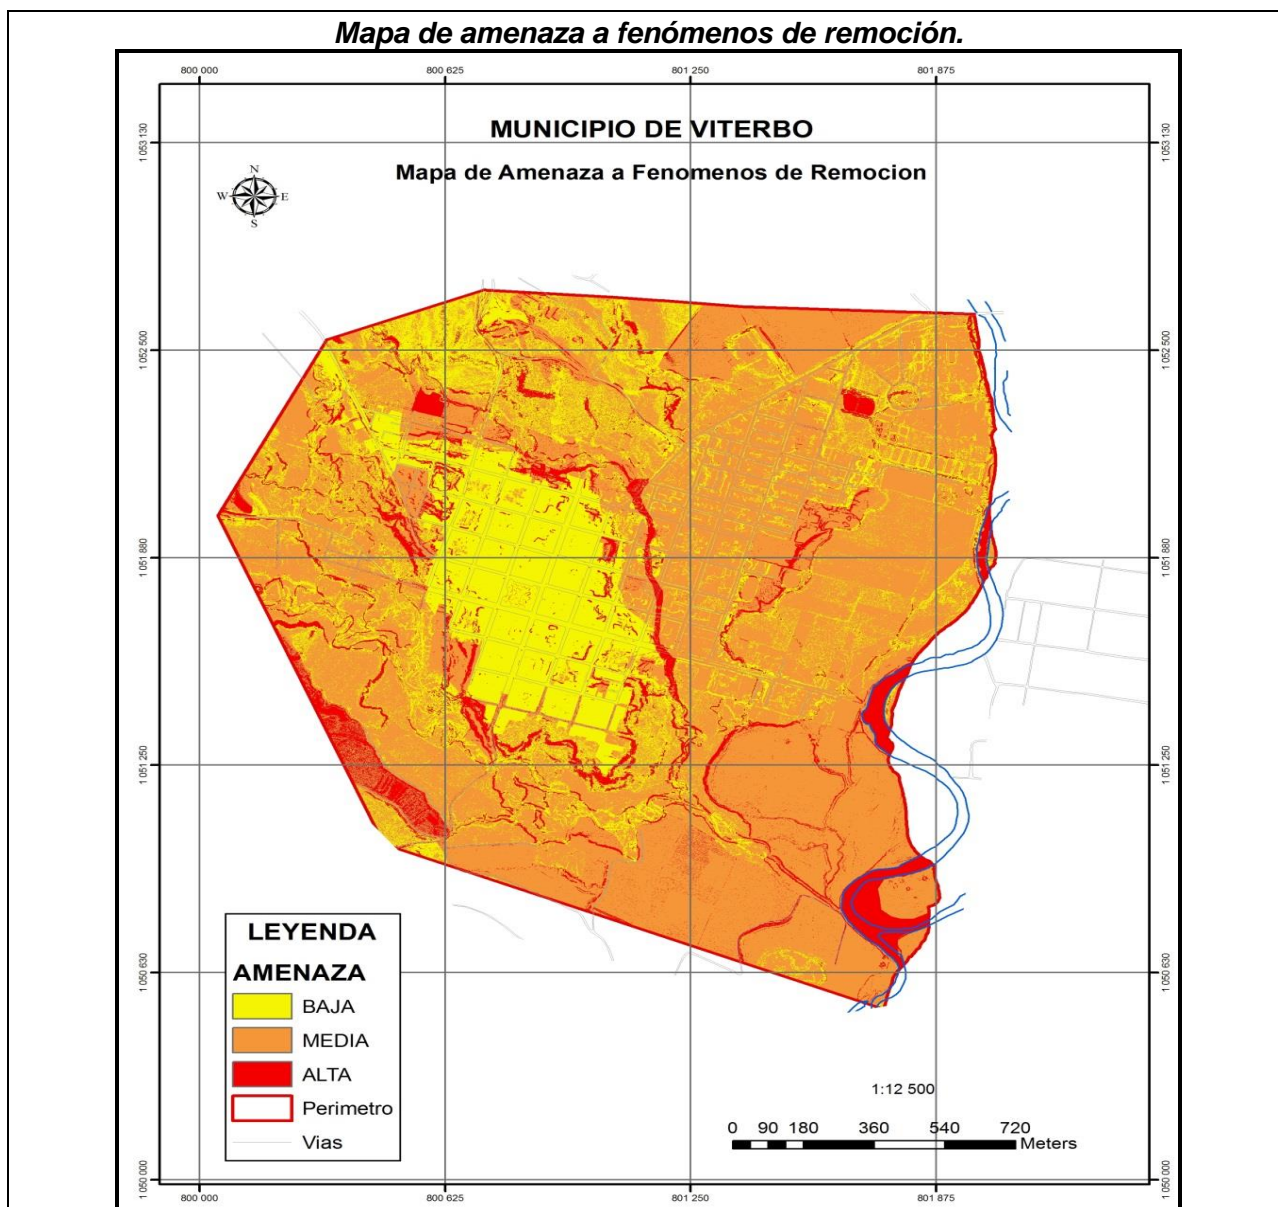 Mapa de amenaza a fenómenos de remoción.
800 000 800 625 801 250 801 875
1 053 130 1 053 130
MUNICIPIO DE VITERBO
Mapa de Amenaza a Fenomenos de Remocion
N
W E
S
1 052 500 1 052 500
1 051 880 1 051 880
1 051 250 1 051 250
LEYENDA
AMENAZA
1 050 630 1 050 630
BAJA
MEDIA
ALTA
Perimetro
Vias
1:12 500
0 90 180 360 540 720
Meters
1 050 000 1 050 000
800 000 800 625 801 250 801 875